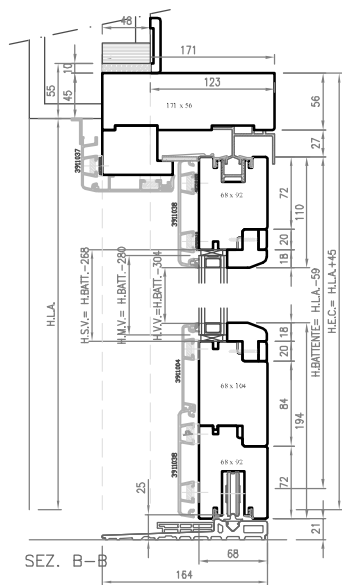 48
171
123
10
55
45
171 x 56
56
27
3911037
3911038
68 x 92
72
110
20
18
H.L.A.
H.S.V.= H.BATT.-268
H.M.V.= H.BATT.-280
H.V.V.= H.BATT.-304
H.BATTENTE= H.L.A.-59
H.E.C.= H.L.A.+45
18
20
3911004
68 x 104
84
194
3911038
68 x 92
72
25
21
SEZ. B-B
68
164